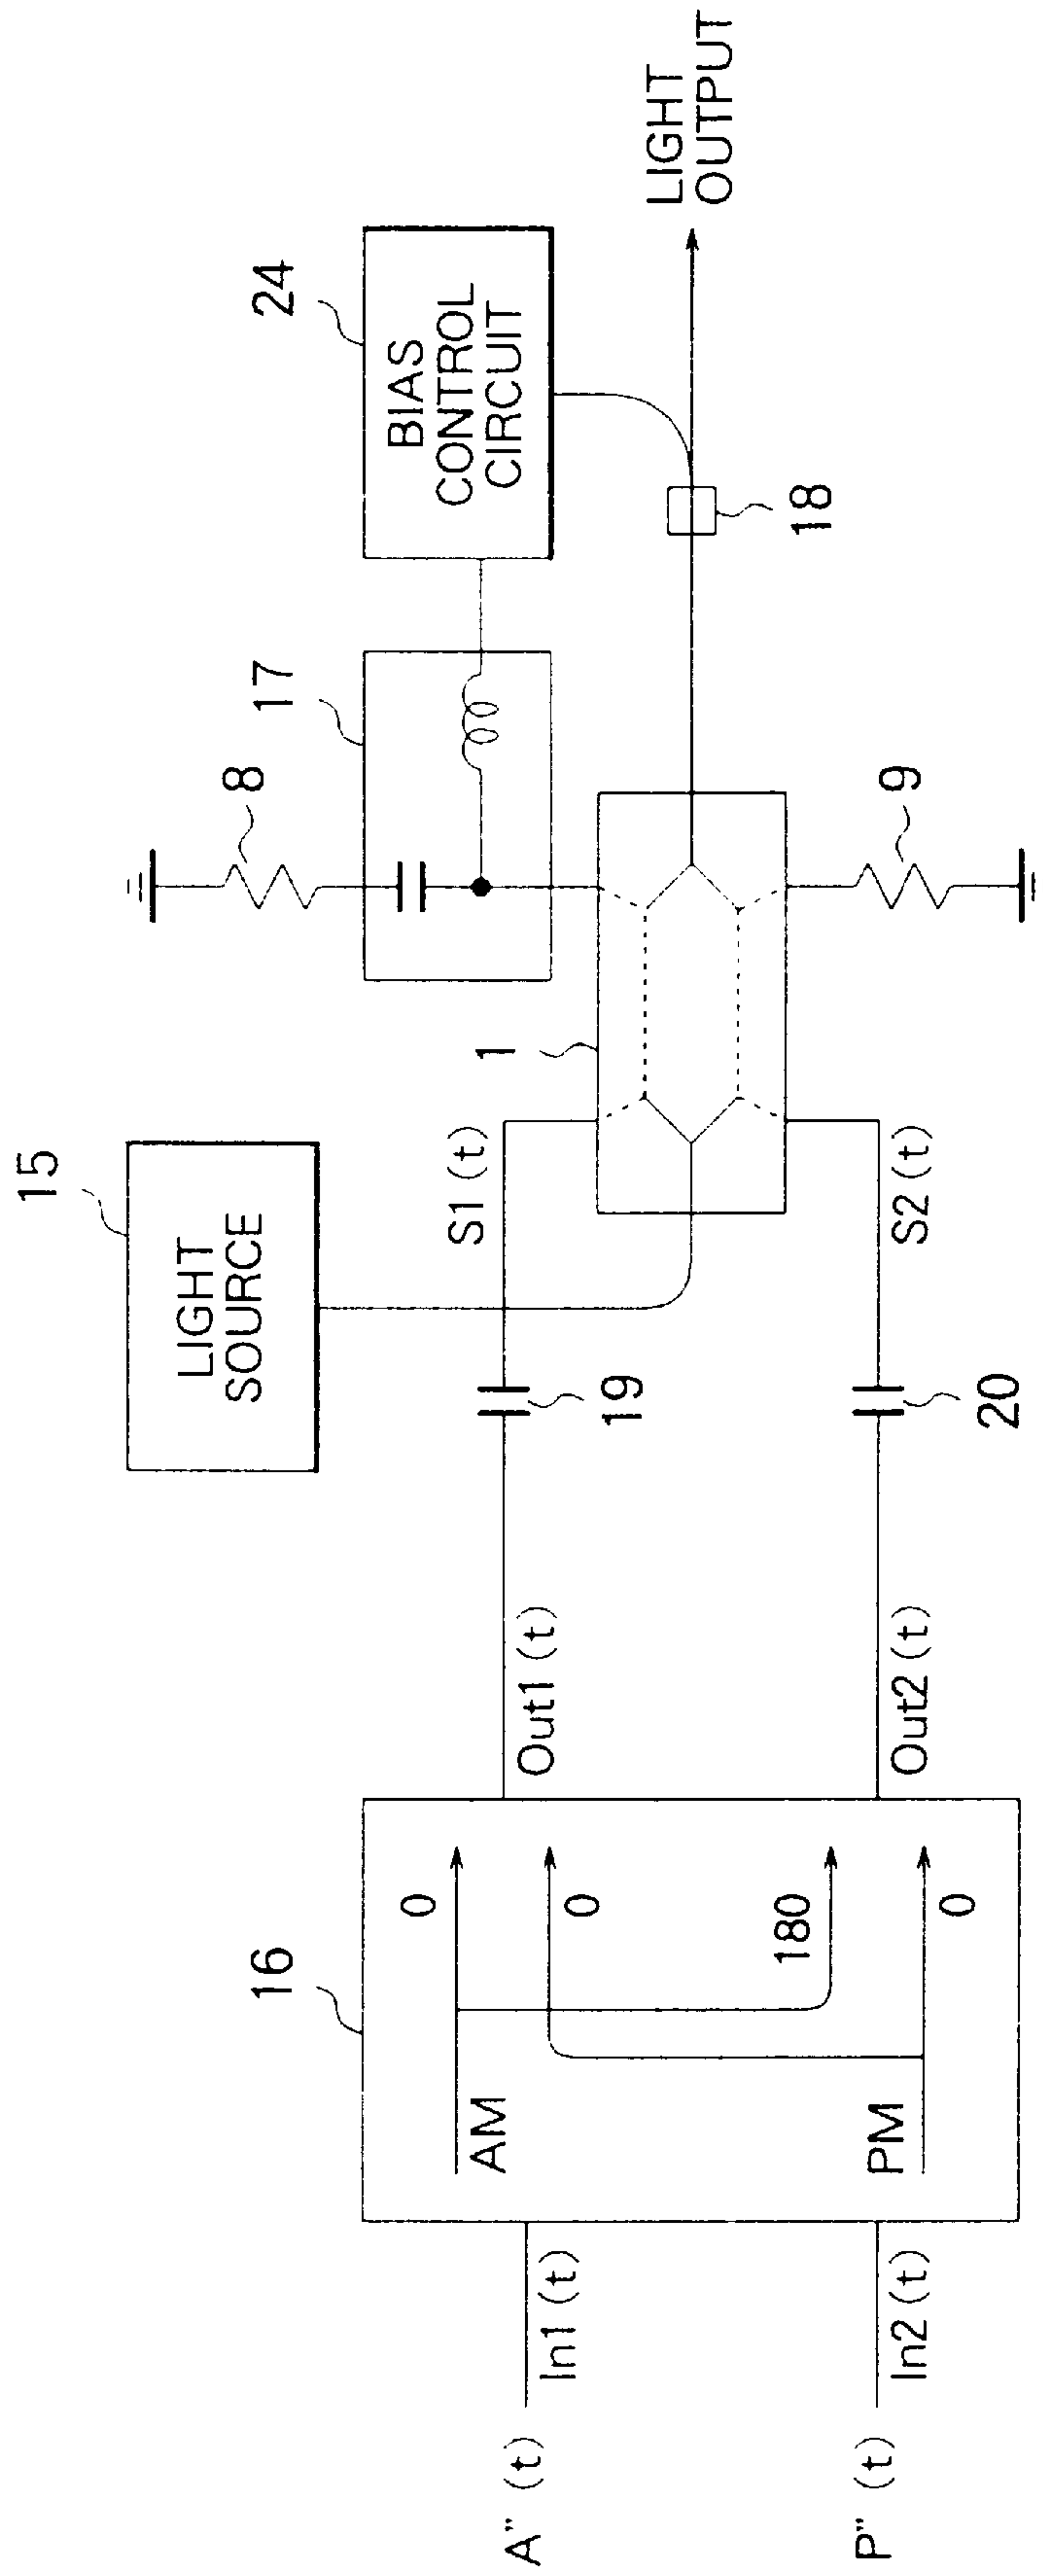 15
LIGHT
SOURCE
24
BIAS
CONTROL
CIRCUIT
17
8
16
0
AM
0
180
PM
0
A" (t)
In1 (t)
P" (t)
In2 (t)
Out1 (t)
Out2 (t)
19
20
S1 (t)
S2 (t)
1
9
18
LIGHT
OUTPUT